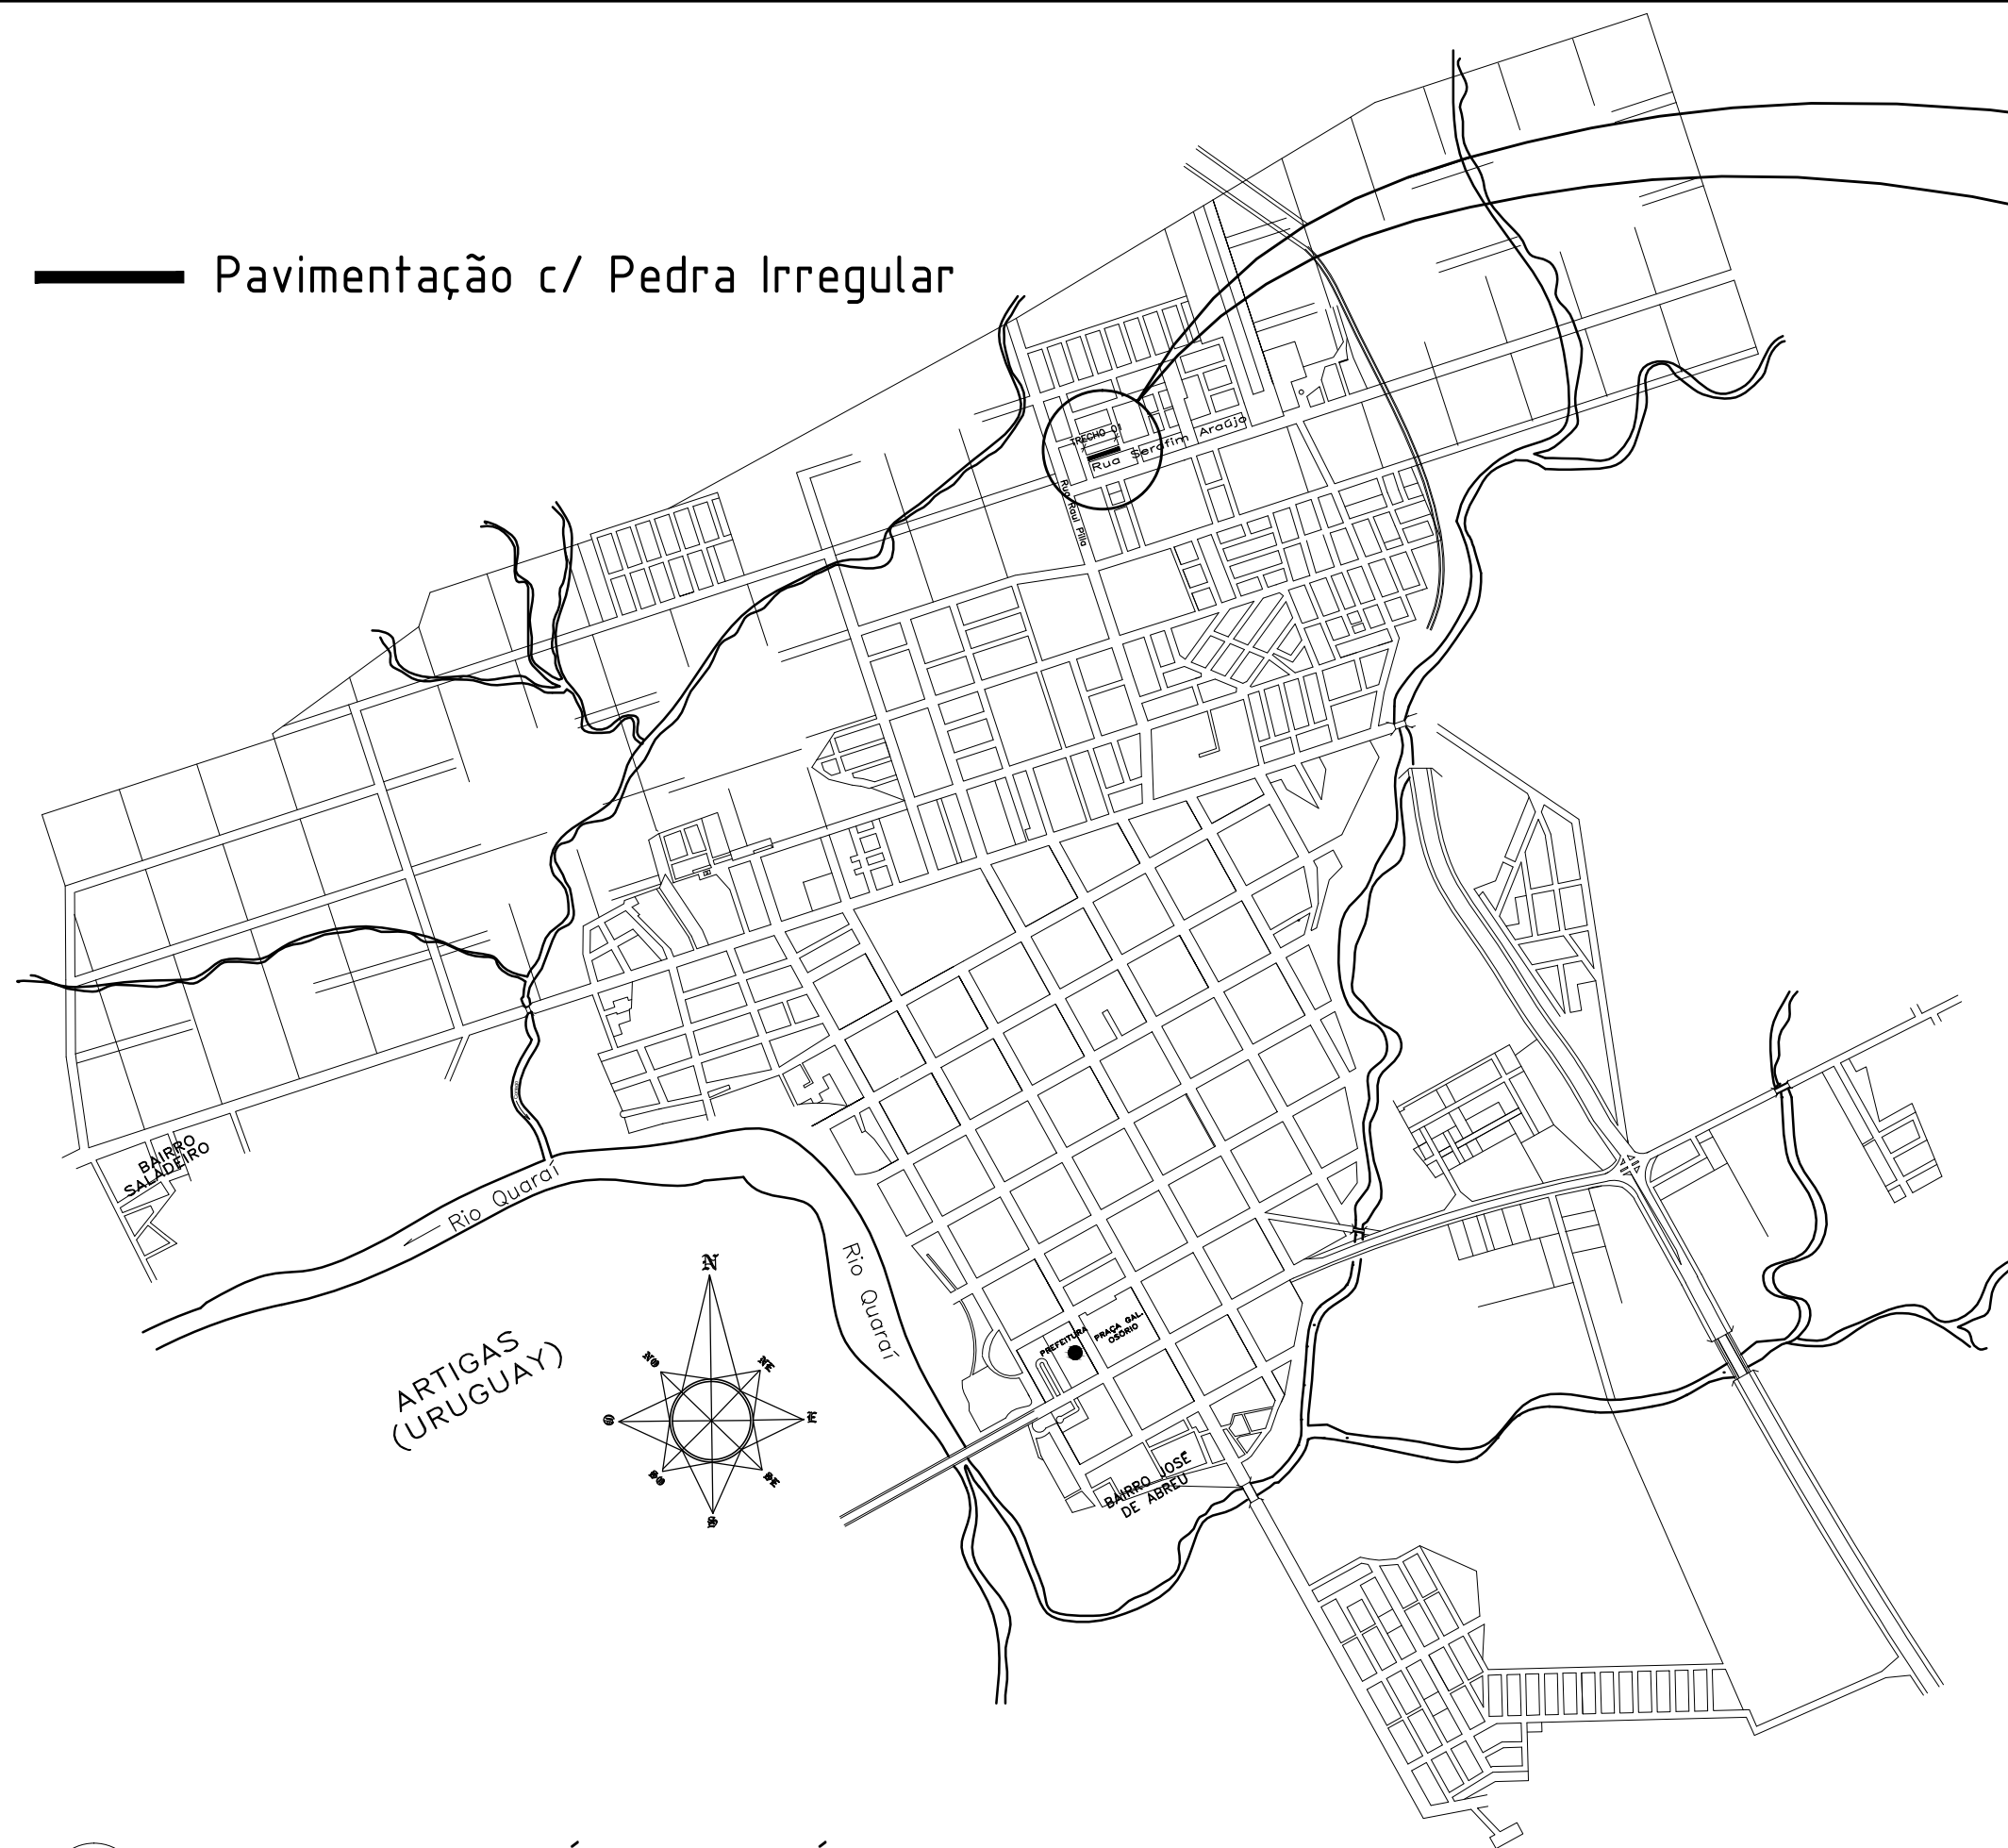 Pavimentação c/ Pedra Irregular
TRECHO 01
Rua Serafim Araújo
Rua Raul Pilla
BAIRRO
SALADEIRO
Rio Quaraí
Rio Quaraí
ARTIGAS
(URUGUAY)
N
NO
NE
O
E
SO
SE
S
PREFEITURA
PRAÇA GAL.
OSÓRIO
BAIRRO JOSÉ
DE ABREU